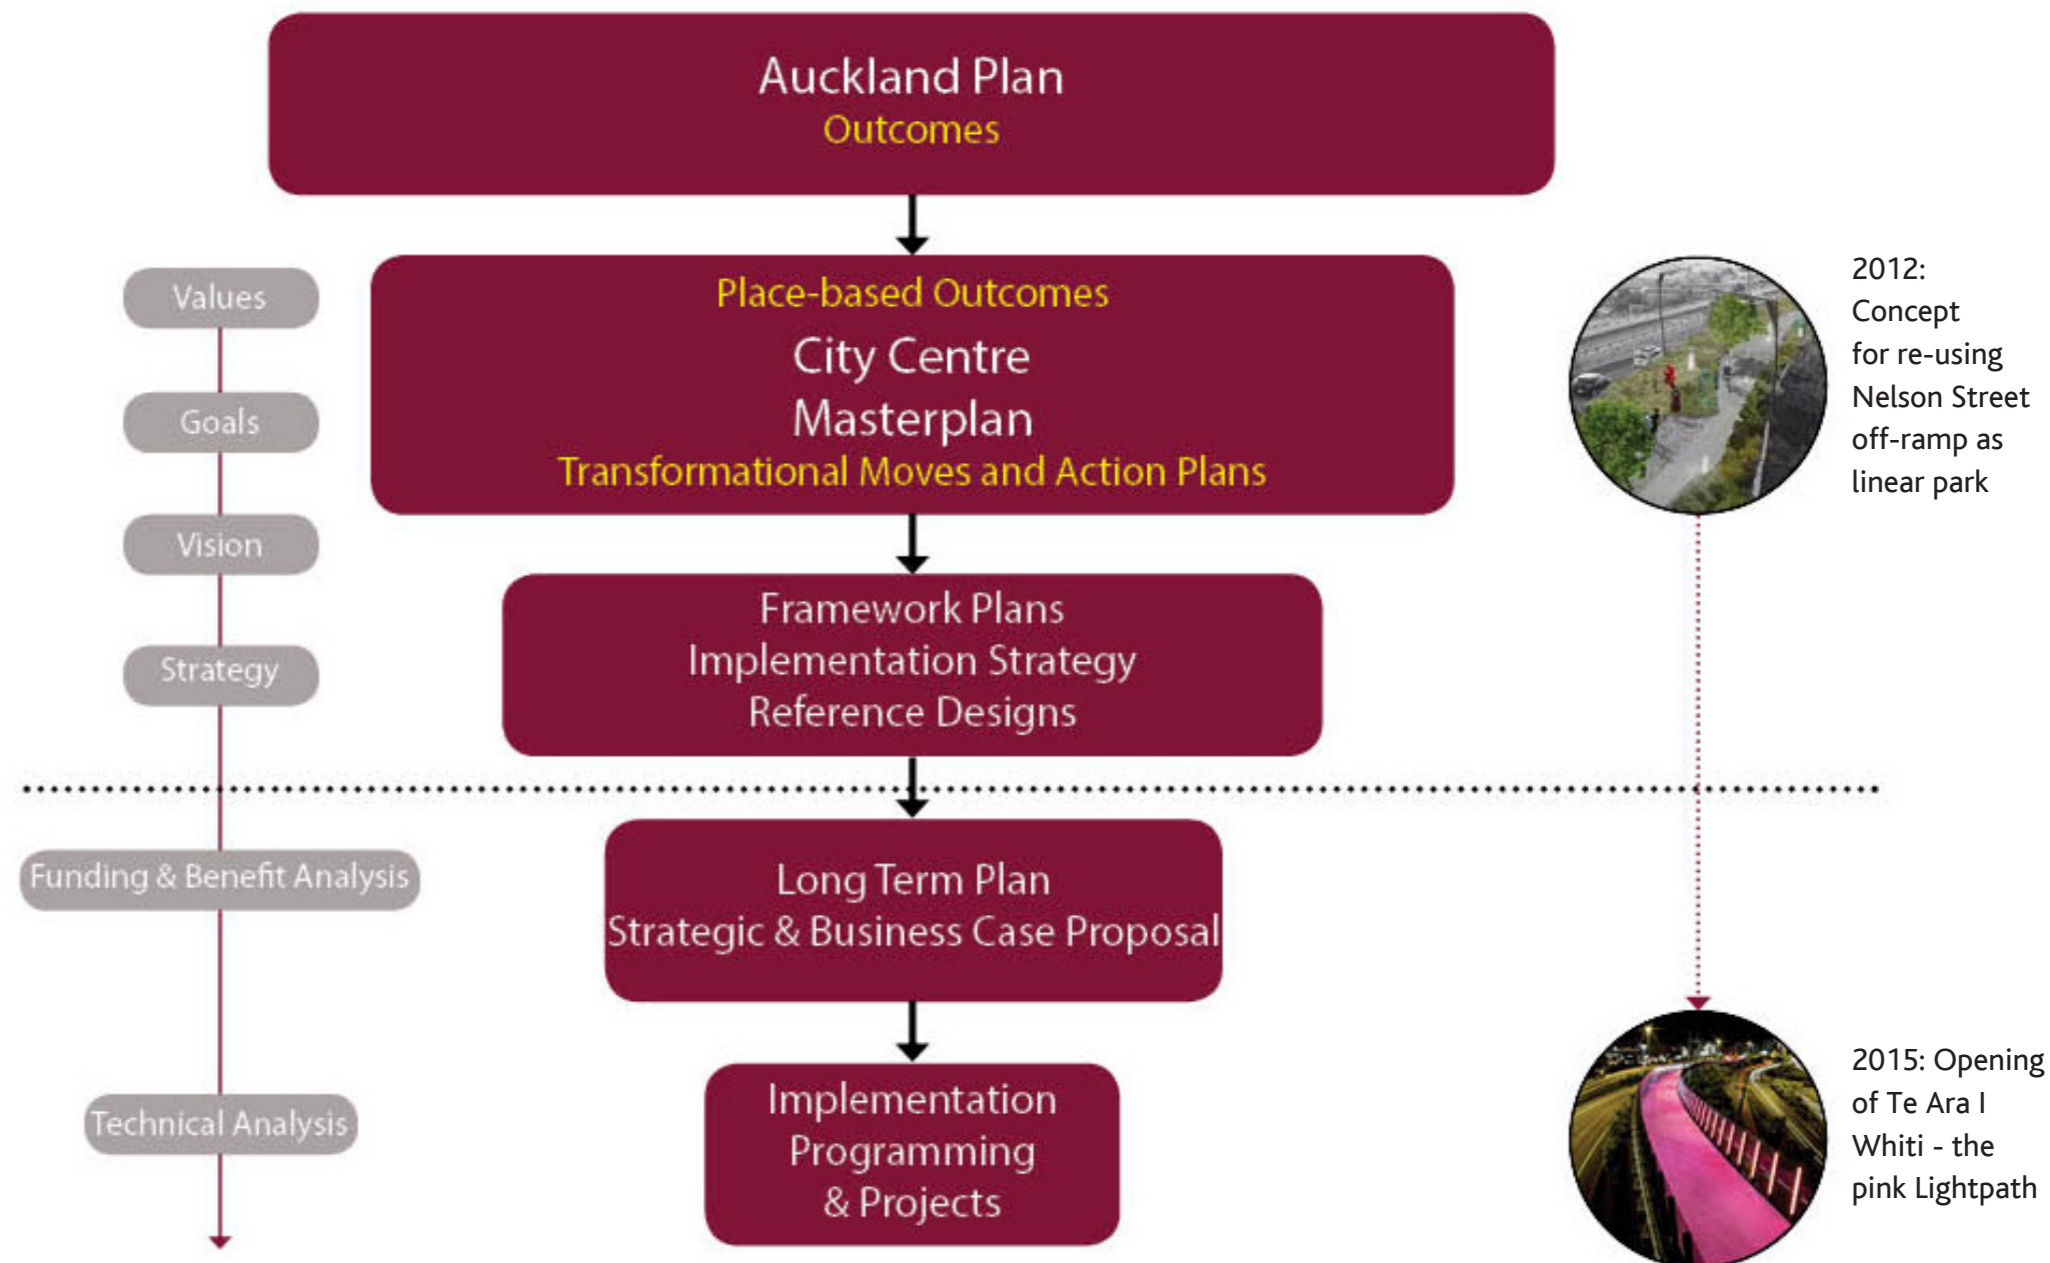 Auckland Plan
Outcomes
Values
Goals
Vision
Strategy
Funding & Benefit Analysis
Technical Analysis
Place-based Outcomes
City Centre
Masterplan
Transformational Moves and Action Plans
Framework Plans
Implementation Strategy
Reference Designs
Long Term Plan
Strategic & Business Case Proposal
Implementation
Programming
& Projects
2012:
Concept
for re-using
Nelson Street
off-ramp as
linear park
2015: Opening
of Te Ara I
Whiti - the
pink Lightpath